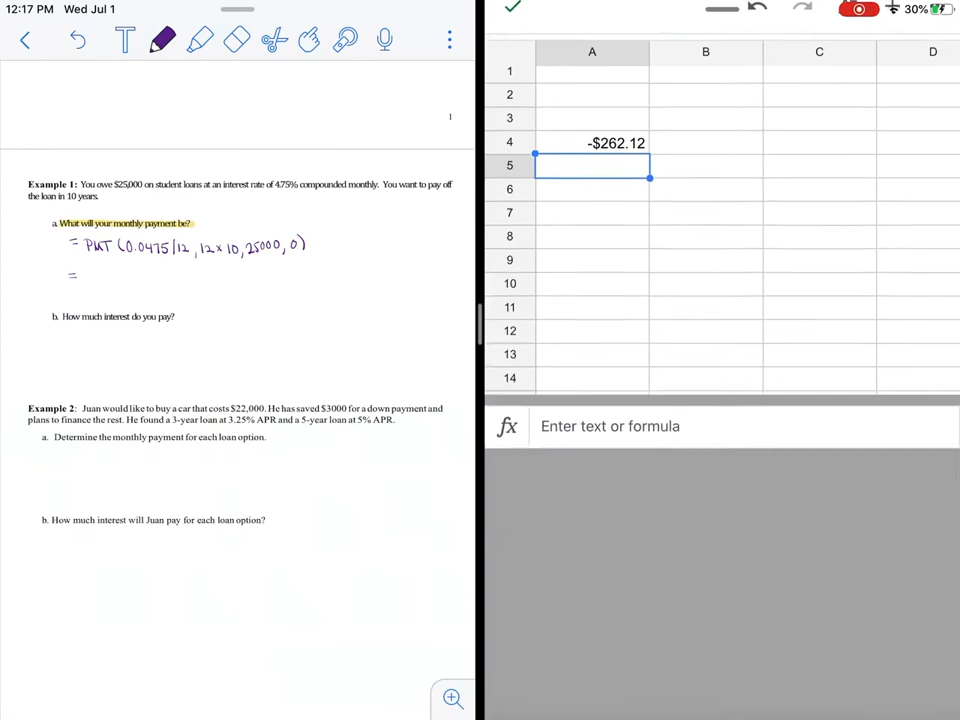 12:17 PM Wed Jul 1
30%
T
1
Example 1: You owe $25,000 on student loans at an interest rate of 4.75% compounded monthly. You want to pay off
the loan in 10 years.
a. What will your monthly payment be?
= PMT (0.0475/12, 12×10, 25000, 0)
=
b. How much interest do you pay?
Example 2: Juan would like to buy a car that costs $22,000. He has saved $3000 for a down payment and
plans to finance the rest. He found a 3-year loan at 3.25% APR and a 5-year loan at 5% APR.
a. Determine the monthly payment for each loan option.
b. How much interest will Juan pay for each loan option?
A B C D
1
2
3
4 -$262.12
5
6
7
8
9
10
11
12
13
14
fx Enter text or formula